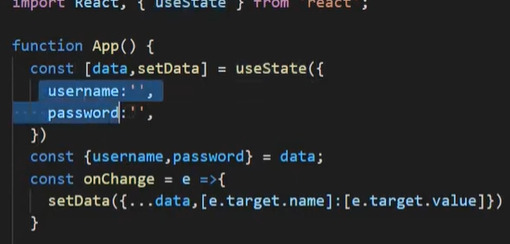 import React, { useState } from 'react';
function App() {
const [data,setData] = useState({
username:'',
password:'',
})
const {username,password} = data;
const onChange = e =>{
setData({...data,[e.target.name]:[e.target.value]})
}